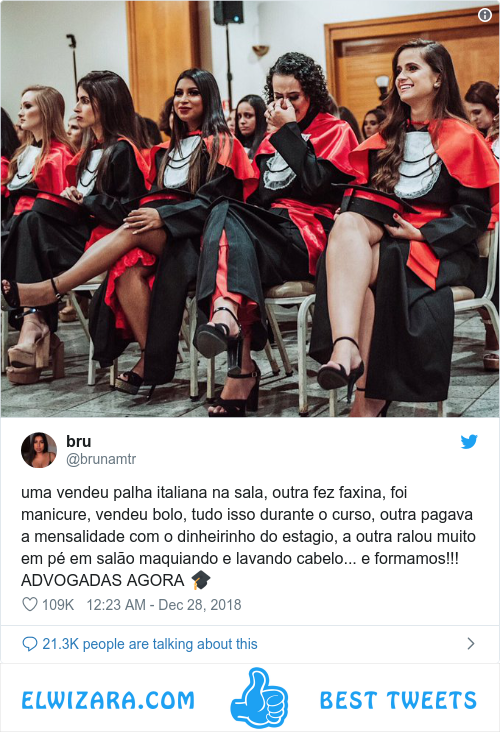 bru
@brunamtr
uma vendeu palha italiana na sala, outra fez faxina, foi
manicure, vendeu bolo, tudo isso durante o curso, outra pagava
a mensalidade com o dinheirinho do estagio, a outra ralou muito
em pé em salão maquiando e lavando cabelo... e formamos!!!
ADVOGADAS AGORA 🎓
109K 12:23 AM - Dec 28, 2018
21.3K people are talking about this
ELWIZARA.COM BEST TWEETS